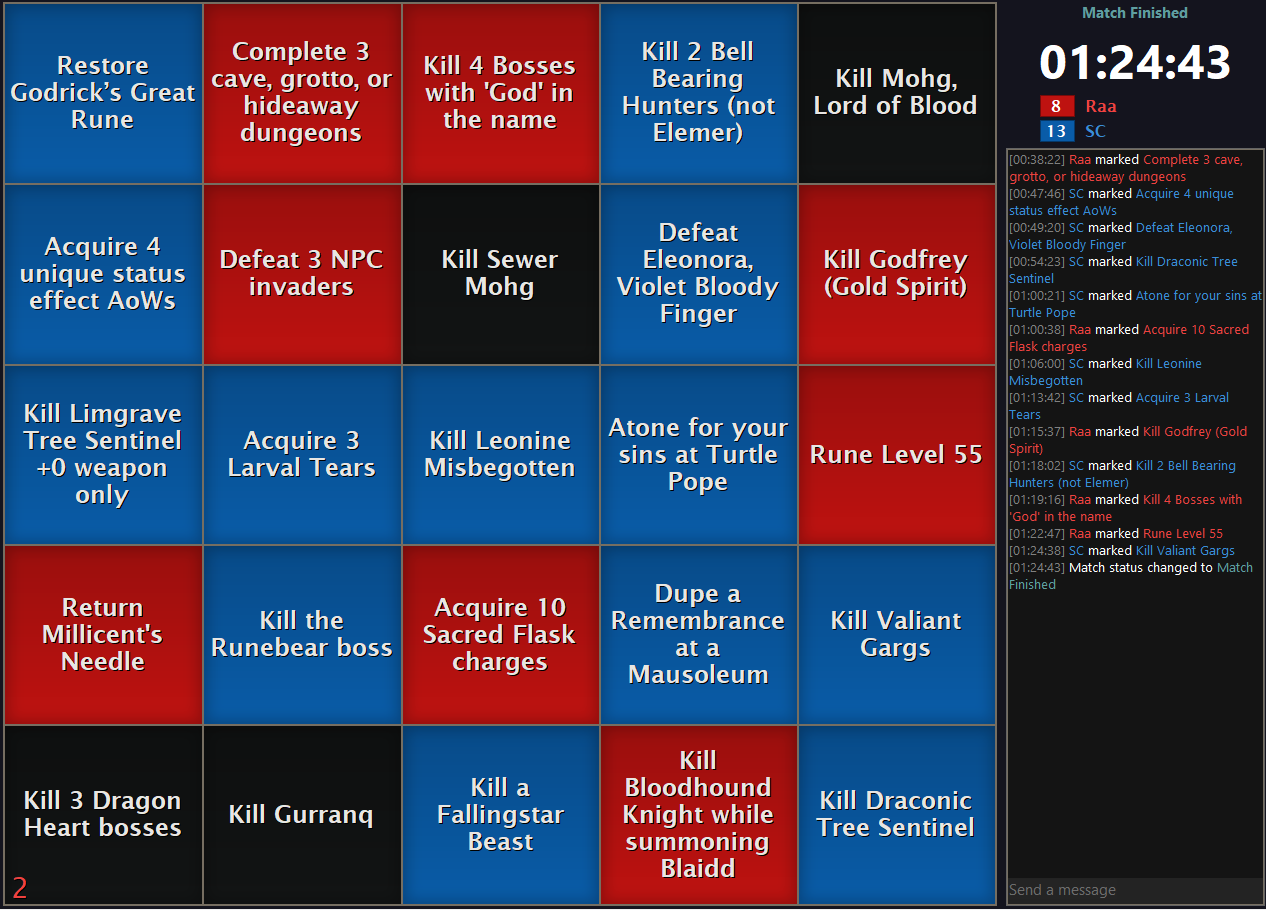 Restore
Godrick’s Great
Rune
Complete 3
cave, grotto, or
hideaway
dungeons
Kill 4 Bosses
with 'God' in
the name
Kill 2 Bell
Bearing
Hunters (not
Elemer)
Kill Mohg,
Lord of Blood
Acquire 4
unique status
effect AoWs
Defeat 3 NPC
invaders
Kill Sewer
Mohg
Defeat
Eleonora,
Violet Bloody
Finger
Kill Godfrey
(Gold Spirit)
Kill Limgrave
Tree Sentinel
+0 weapon
only
Acquire 3
Larval Tears
Kill Leonine
Misbegotten
Atone for your
sins at Turtle
Pope
Rune Level 55
Return
Millicent's
Needle
Kill the
Runebear boss
Acquire 10
Sacred Flask
charges
Dupe a
Remembrance
at a
Mausoleum
Kill Valiant
Gargs
Kill 3 Dragon
Heart bosses
2
Kill Gurranq
Kill a
Fallingstar
Beast
Kill
Bloodhound
Knight while
summoning
Blaidd
Kill Draconic
Tree Sentinel
Match Finished
01:24:43
8 Raa
13 SC
[00:38:22] Raa marked Complete 3 cave,
grotto, or hideaway dungeons
[00:47:46] SC marked Acquire 4 unique
status effect AoWs
[00:49:20] SC marked Defeat Eleonora,
Violet Bloody Finger
[00:54:23] SC marked Kill Draconic Tree
Sentinel
[01:00:21] SC marked Atone for your sins at
Turtle Pope
[01:00:38] Raa marked Acquire 10 Sacred
Flask charges
[01:06:00] SC marked Kill Leonine
Misbegotten
[01:13:42] SC marked Acquire 3 Larval
Tears
[01:15:37] Raa marked Kill Godfrey (Gold
Spirit)
[01:18:02] SC marked Kill 2 Bell Bearing
Hunters (not Elemer)
[01:19:16] Raa marked Kill 4 Bosses with
'God' in the name
[01:22:47] Raa marked Rune Level 55
[01:24:38] SC marked Kill Valiant Gargs
[01:24:43] Match status changed to Match
Finished
Send a message